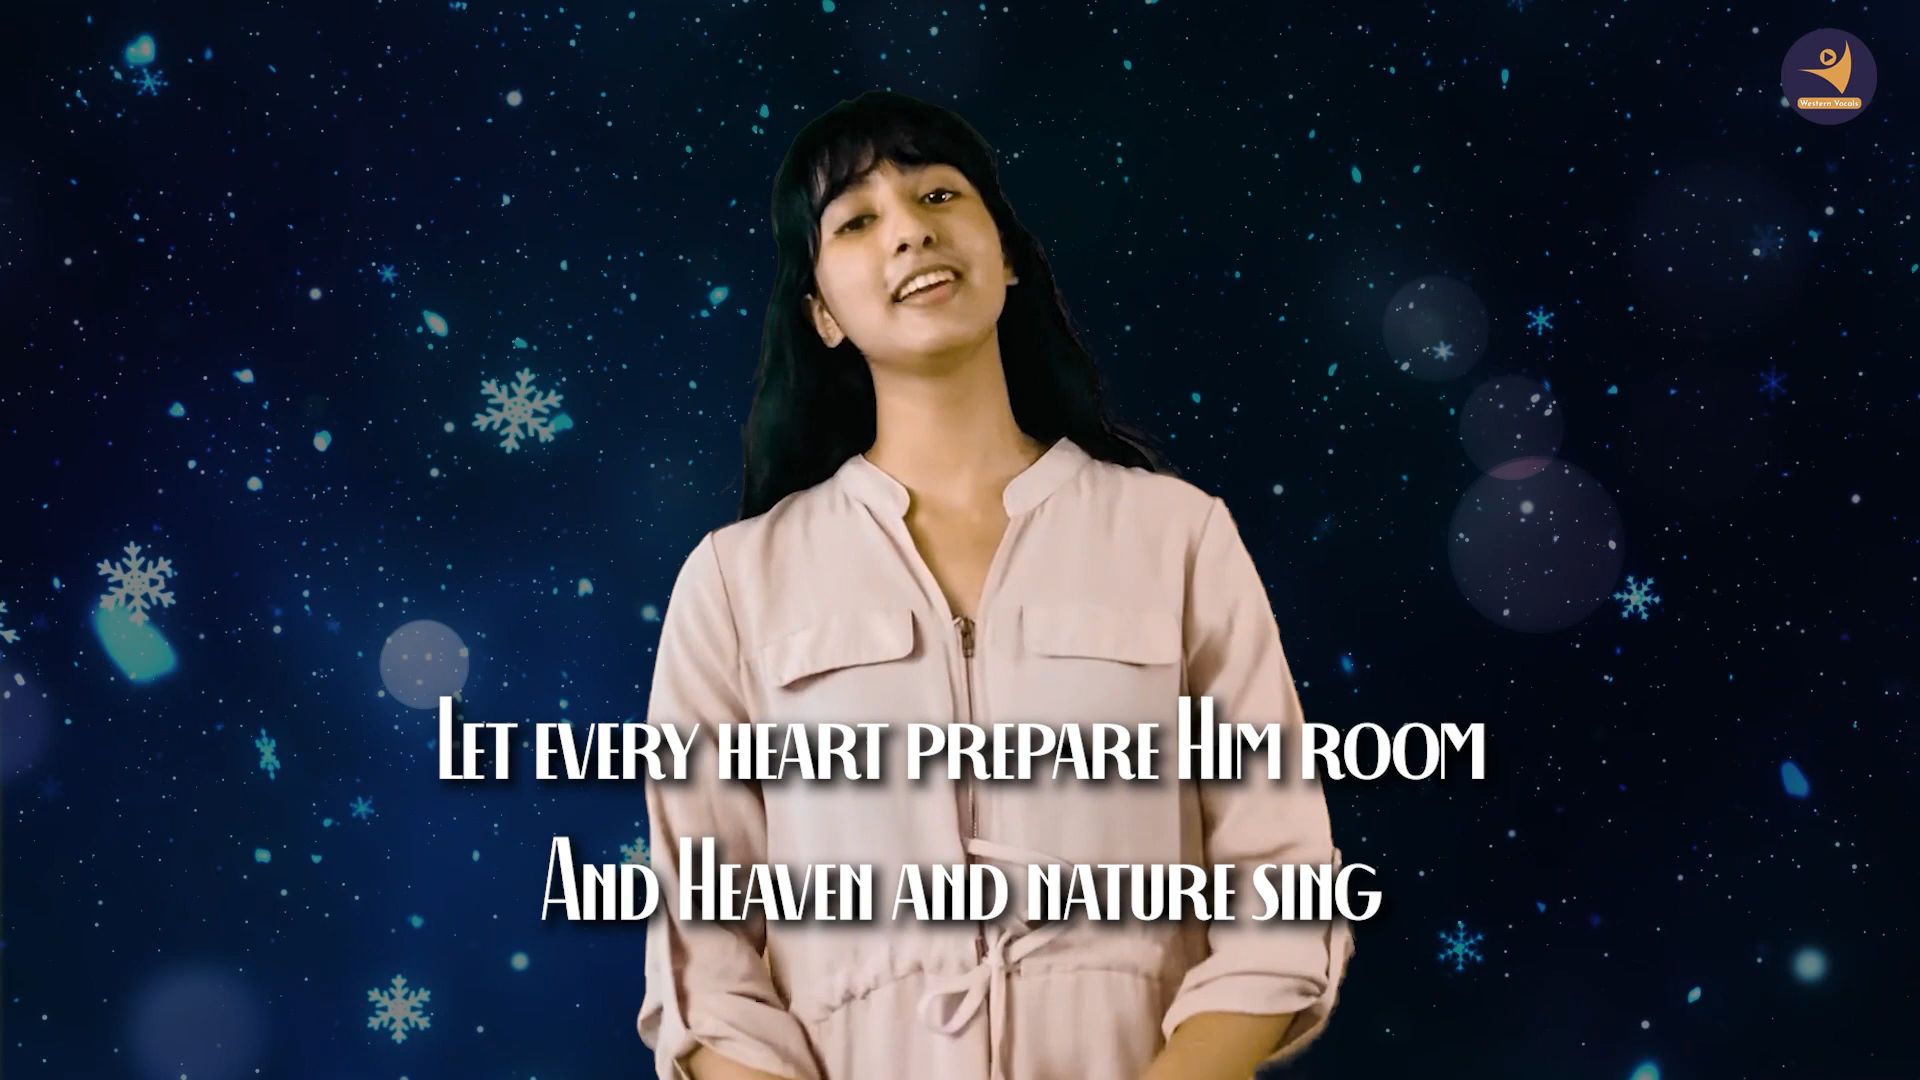 Western Vocals
Let every heart prepare Him room
And Heaven and nature sing